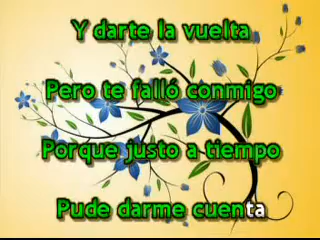 Y darte la vuelta
Pero te falló conmigo
Porque justo a tiempo
Pude darme cuenta